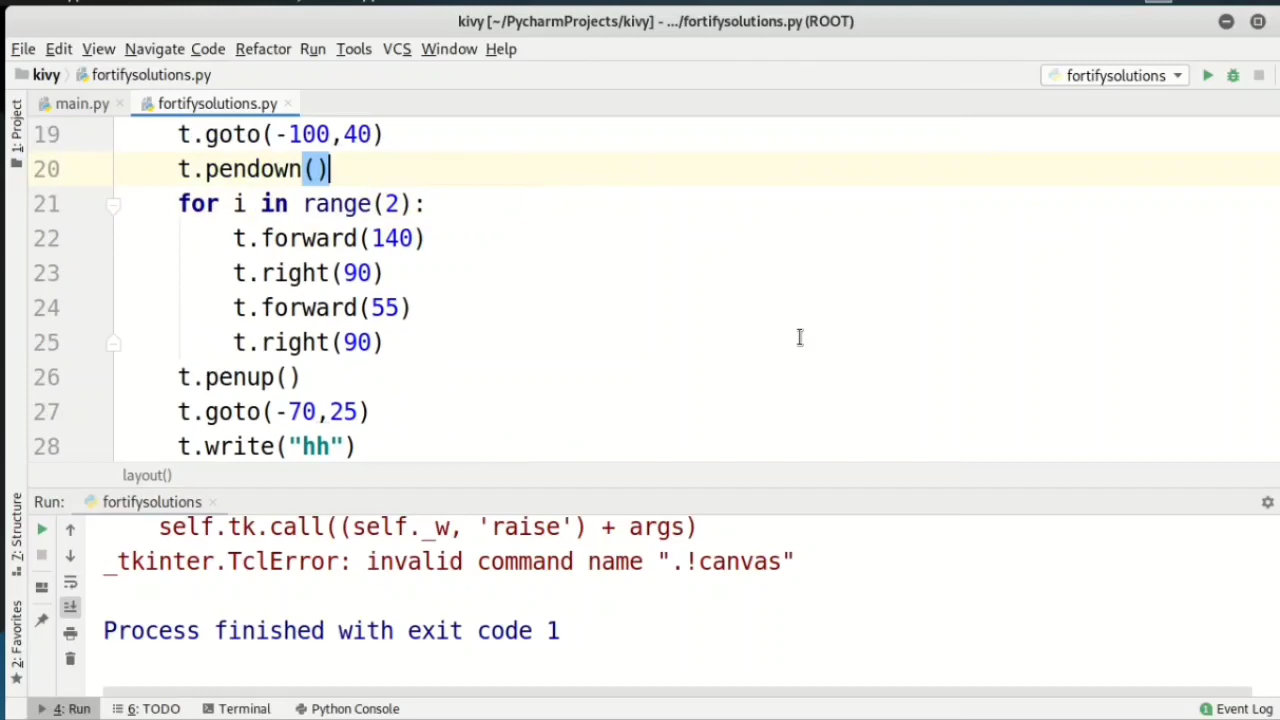 kivy [~/PycharmProjects/kivy] - .../fortifysolutions.py (ROOT)
File Edit View Navigate Code Refactor Run Tools VCS Window Help
kivy fortifysolutions.py fortifysolutions
main.py fortifysolutions.py
1: Project
19 t.goto(-100,40)
20 t.pendown()
21 for i in range(2):
22 t.forward(140)
23 t.right(90)
24 t.forward(55)
25 t.right(90)
26 t.penup()
27 t.goto(-70,25)
28 t.write("hh")
layout()
Run: fortifysolutions
7: Structure
2: Favorites
self.tk.call((self._w, 'raise') + args)
_tkinter.TclError: invalid command name ".!canvas"
Process finished with exit code 1
4: Run 6: TODO Terminal Python Console 1 Event Log